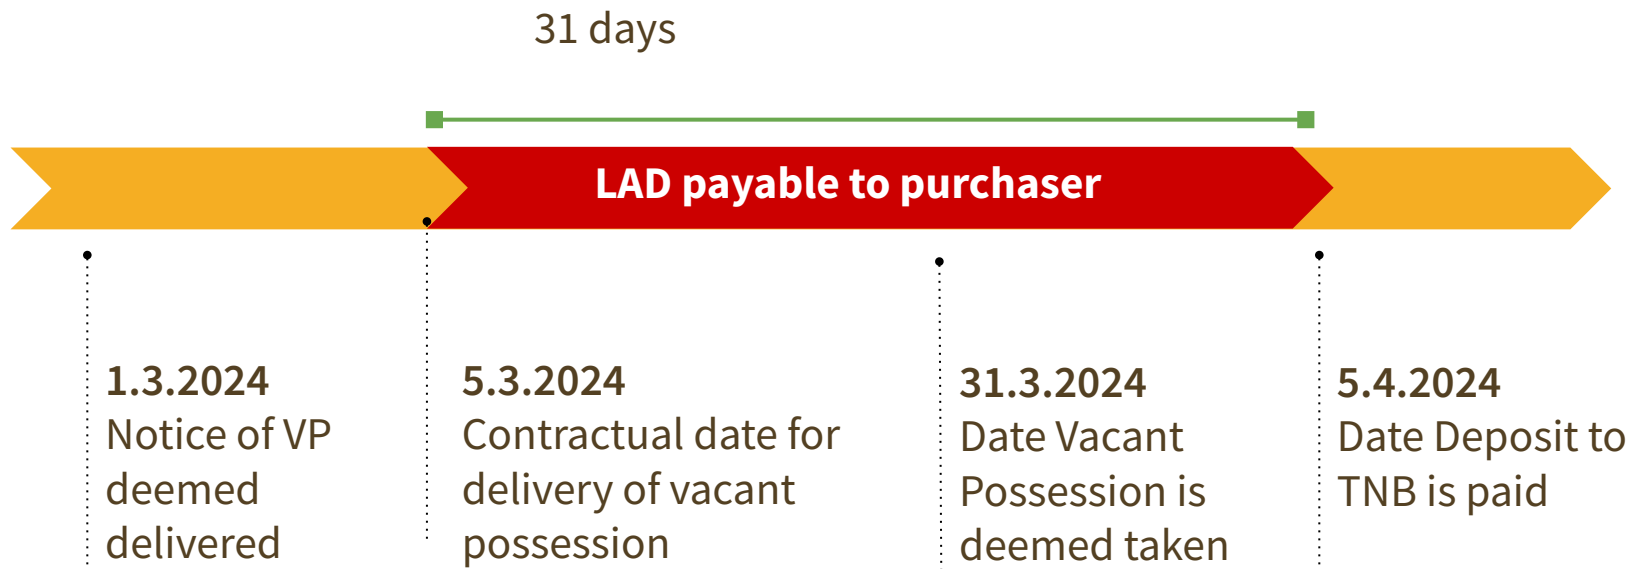 31 days
LAD payable to purchaser
1.3.2024
Notice of VP
deemed
delivered
5.3.2024
Contractual date for
delivery of vacant
possession
31.3.2024
Date Vacant
Possession is
deemed taken
5.4.2024
Date Deposit to
TNB is paid